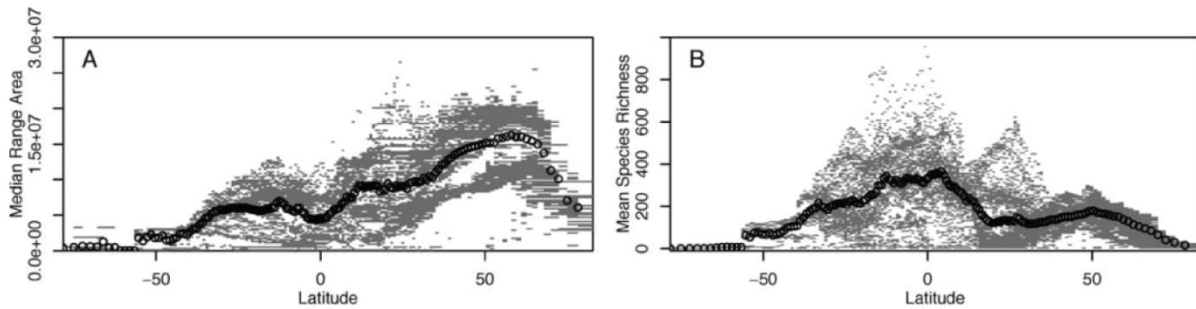 A
Median Range Area
3.0e+07
1.5e+07
0.0e+00
−50
0
50
Latitude
B
Mean Species Richness
800
600
400
200
0
−50
0
50
Latitude